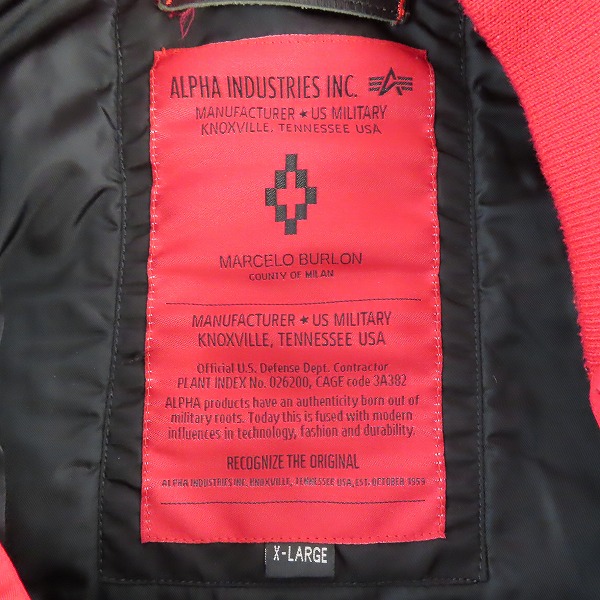 ALPHA INDUSTRIES INC.
MANUFACTURER ★ US MILITARY
KNOXVILLE, TENNESSEE USA
MARCELO BURLON
COUNTY OF MILAN
MANUFACTURER ★ US MILITARY
KNOXVILLE, TENNESSEE USA
Official U.S. Defense Dept. Contractor
PLANT INDEX No. 026200, CAGE code 3A382
ALPHA products have an authenticity born out of
military roots. Today this is fused with modern
influences in technology, fashion and durability.
RECOGNIZE THE ORIGINAL
ALPHA INDUSTRIES INC. KNOXVILLE, TENNESSEE USA, EST. OCTOBER 1959
X-LARGE